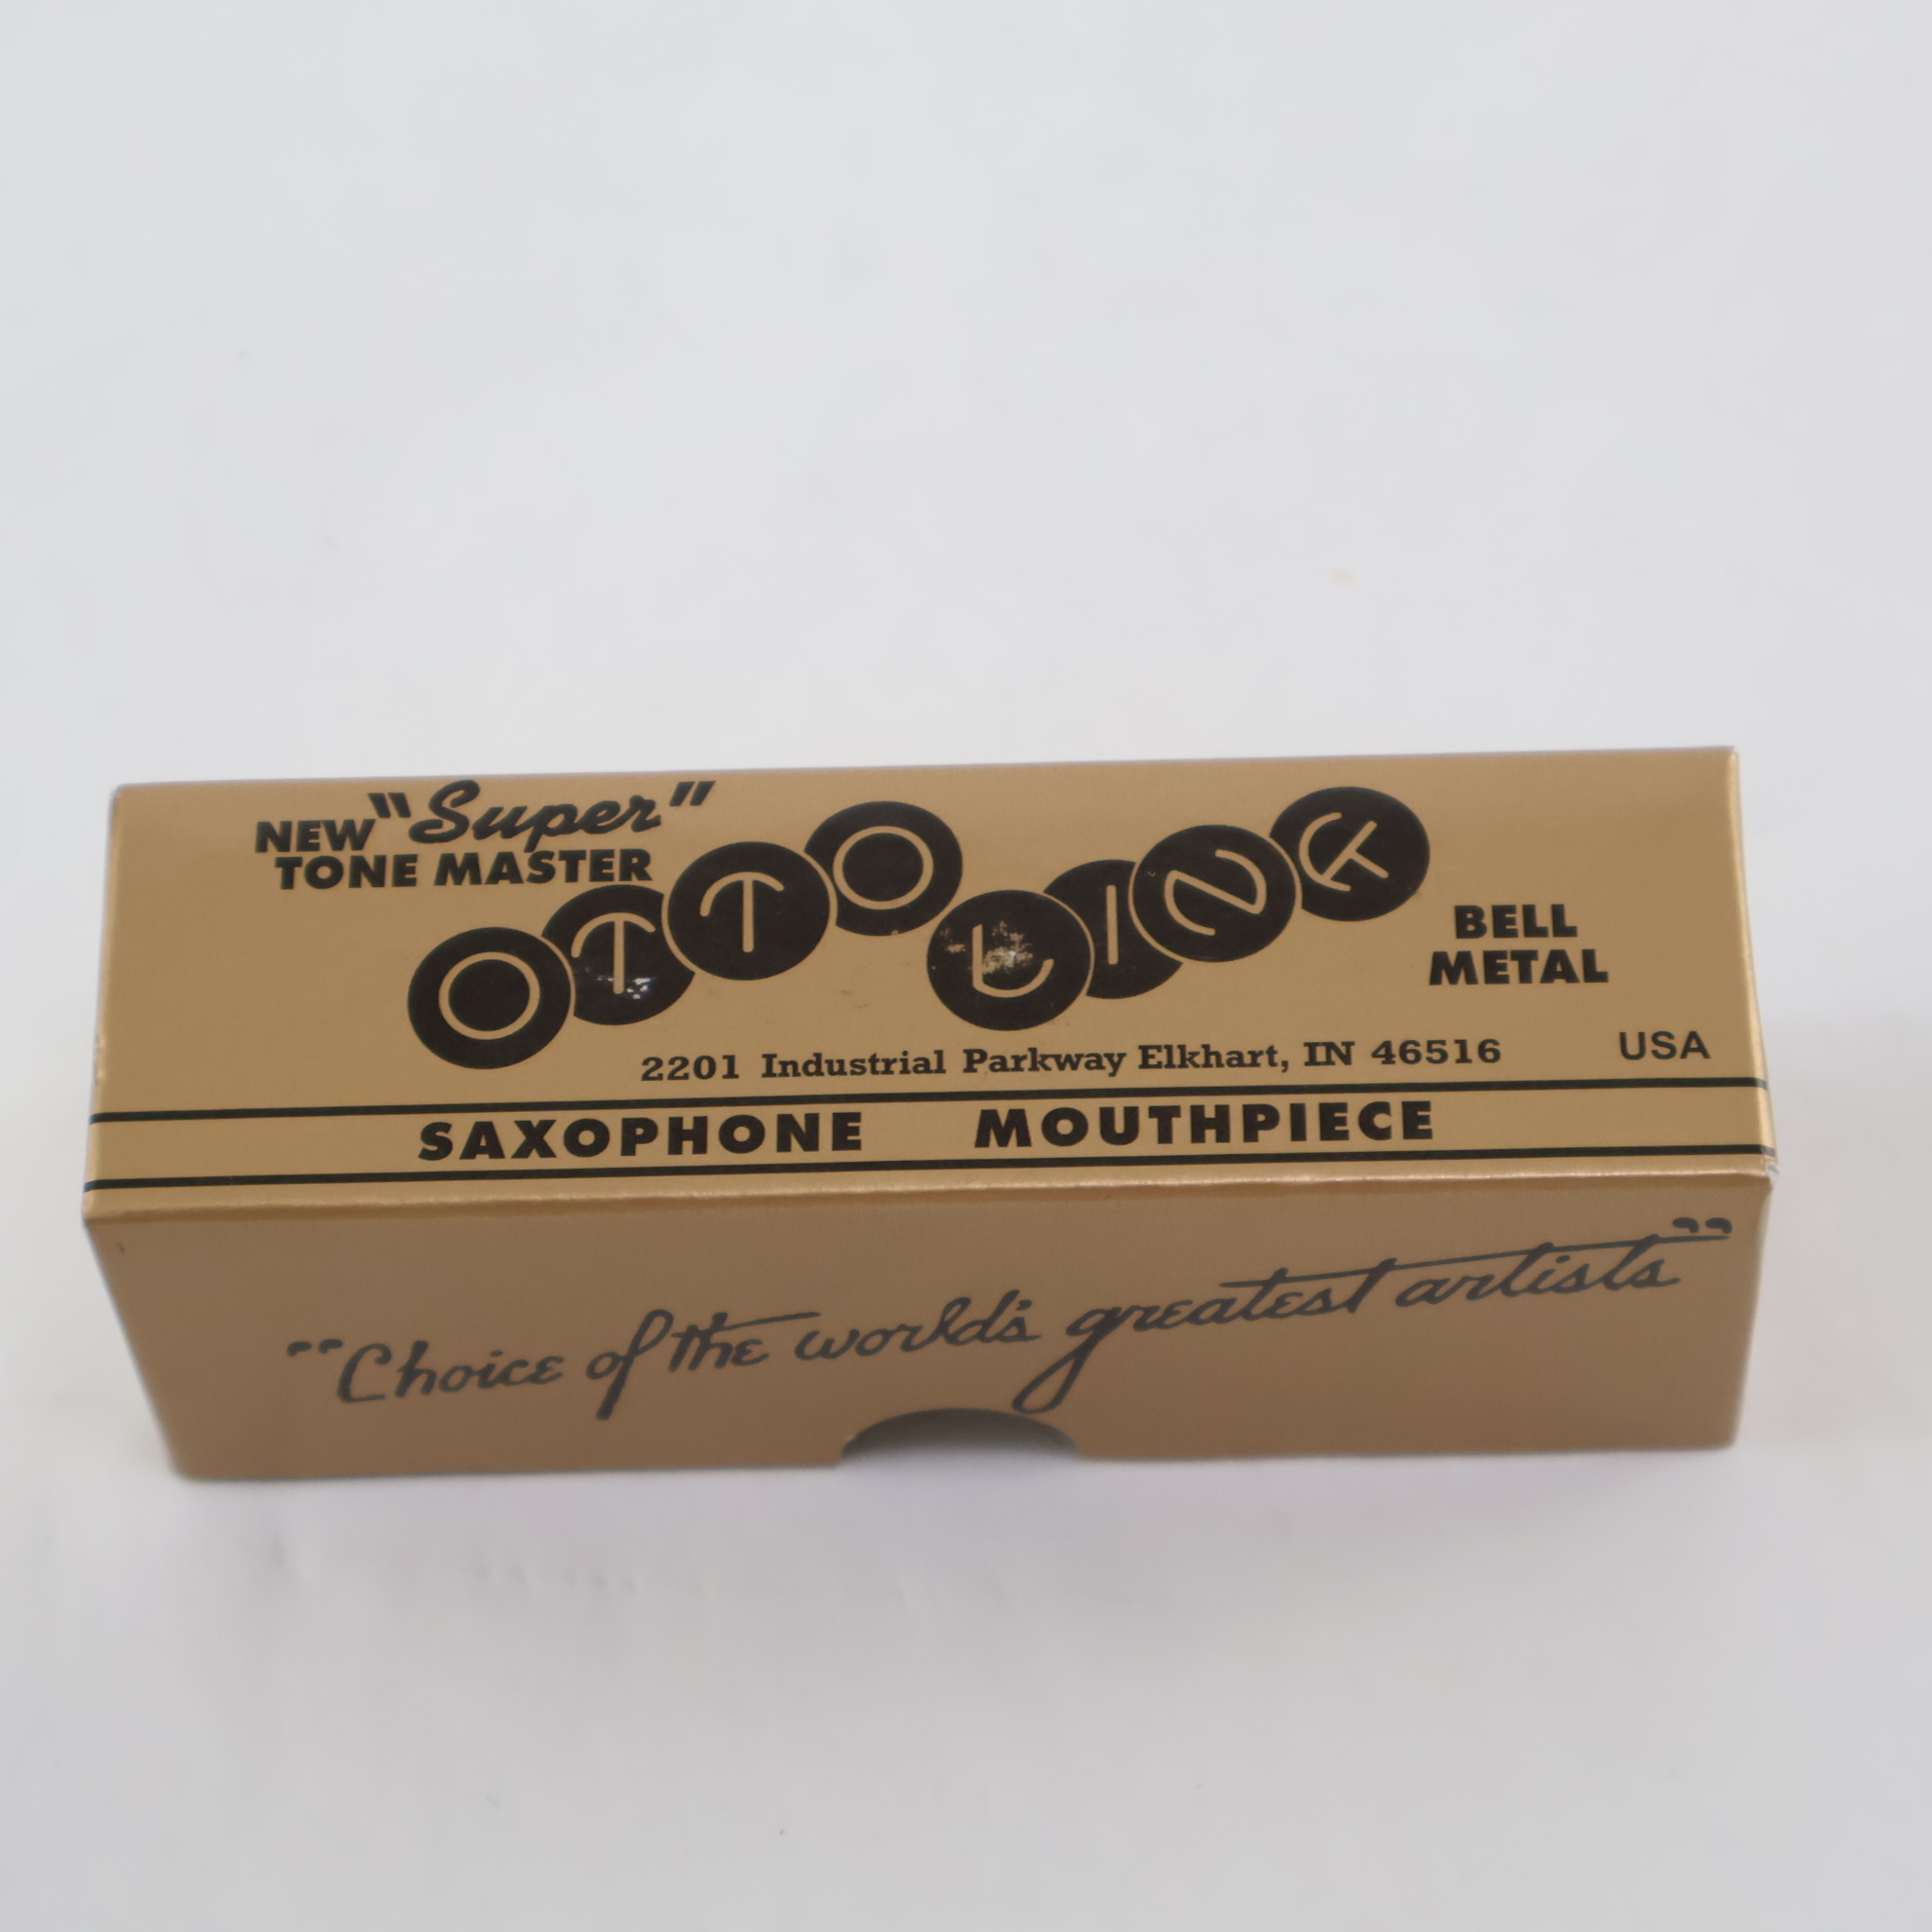 NEW "Super"
TONE MASTER
OTTO LINK
BELL
METAL
2201 Industrial Parkway Elkhart, IN 46516
USA
SAXOPHONE MOUTHPIECE
"Choice of the world's greatest artists"